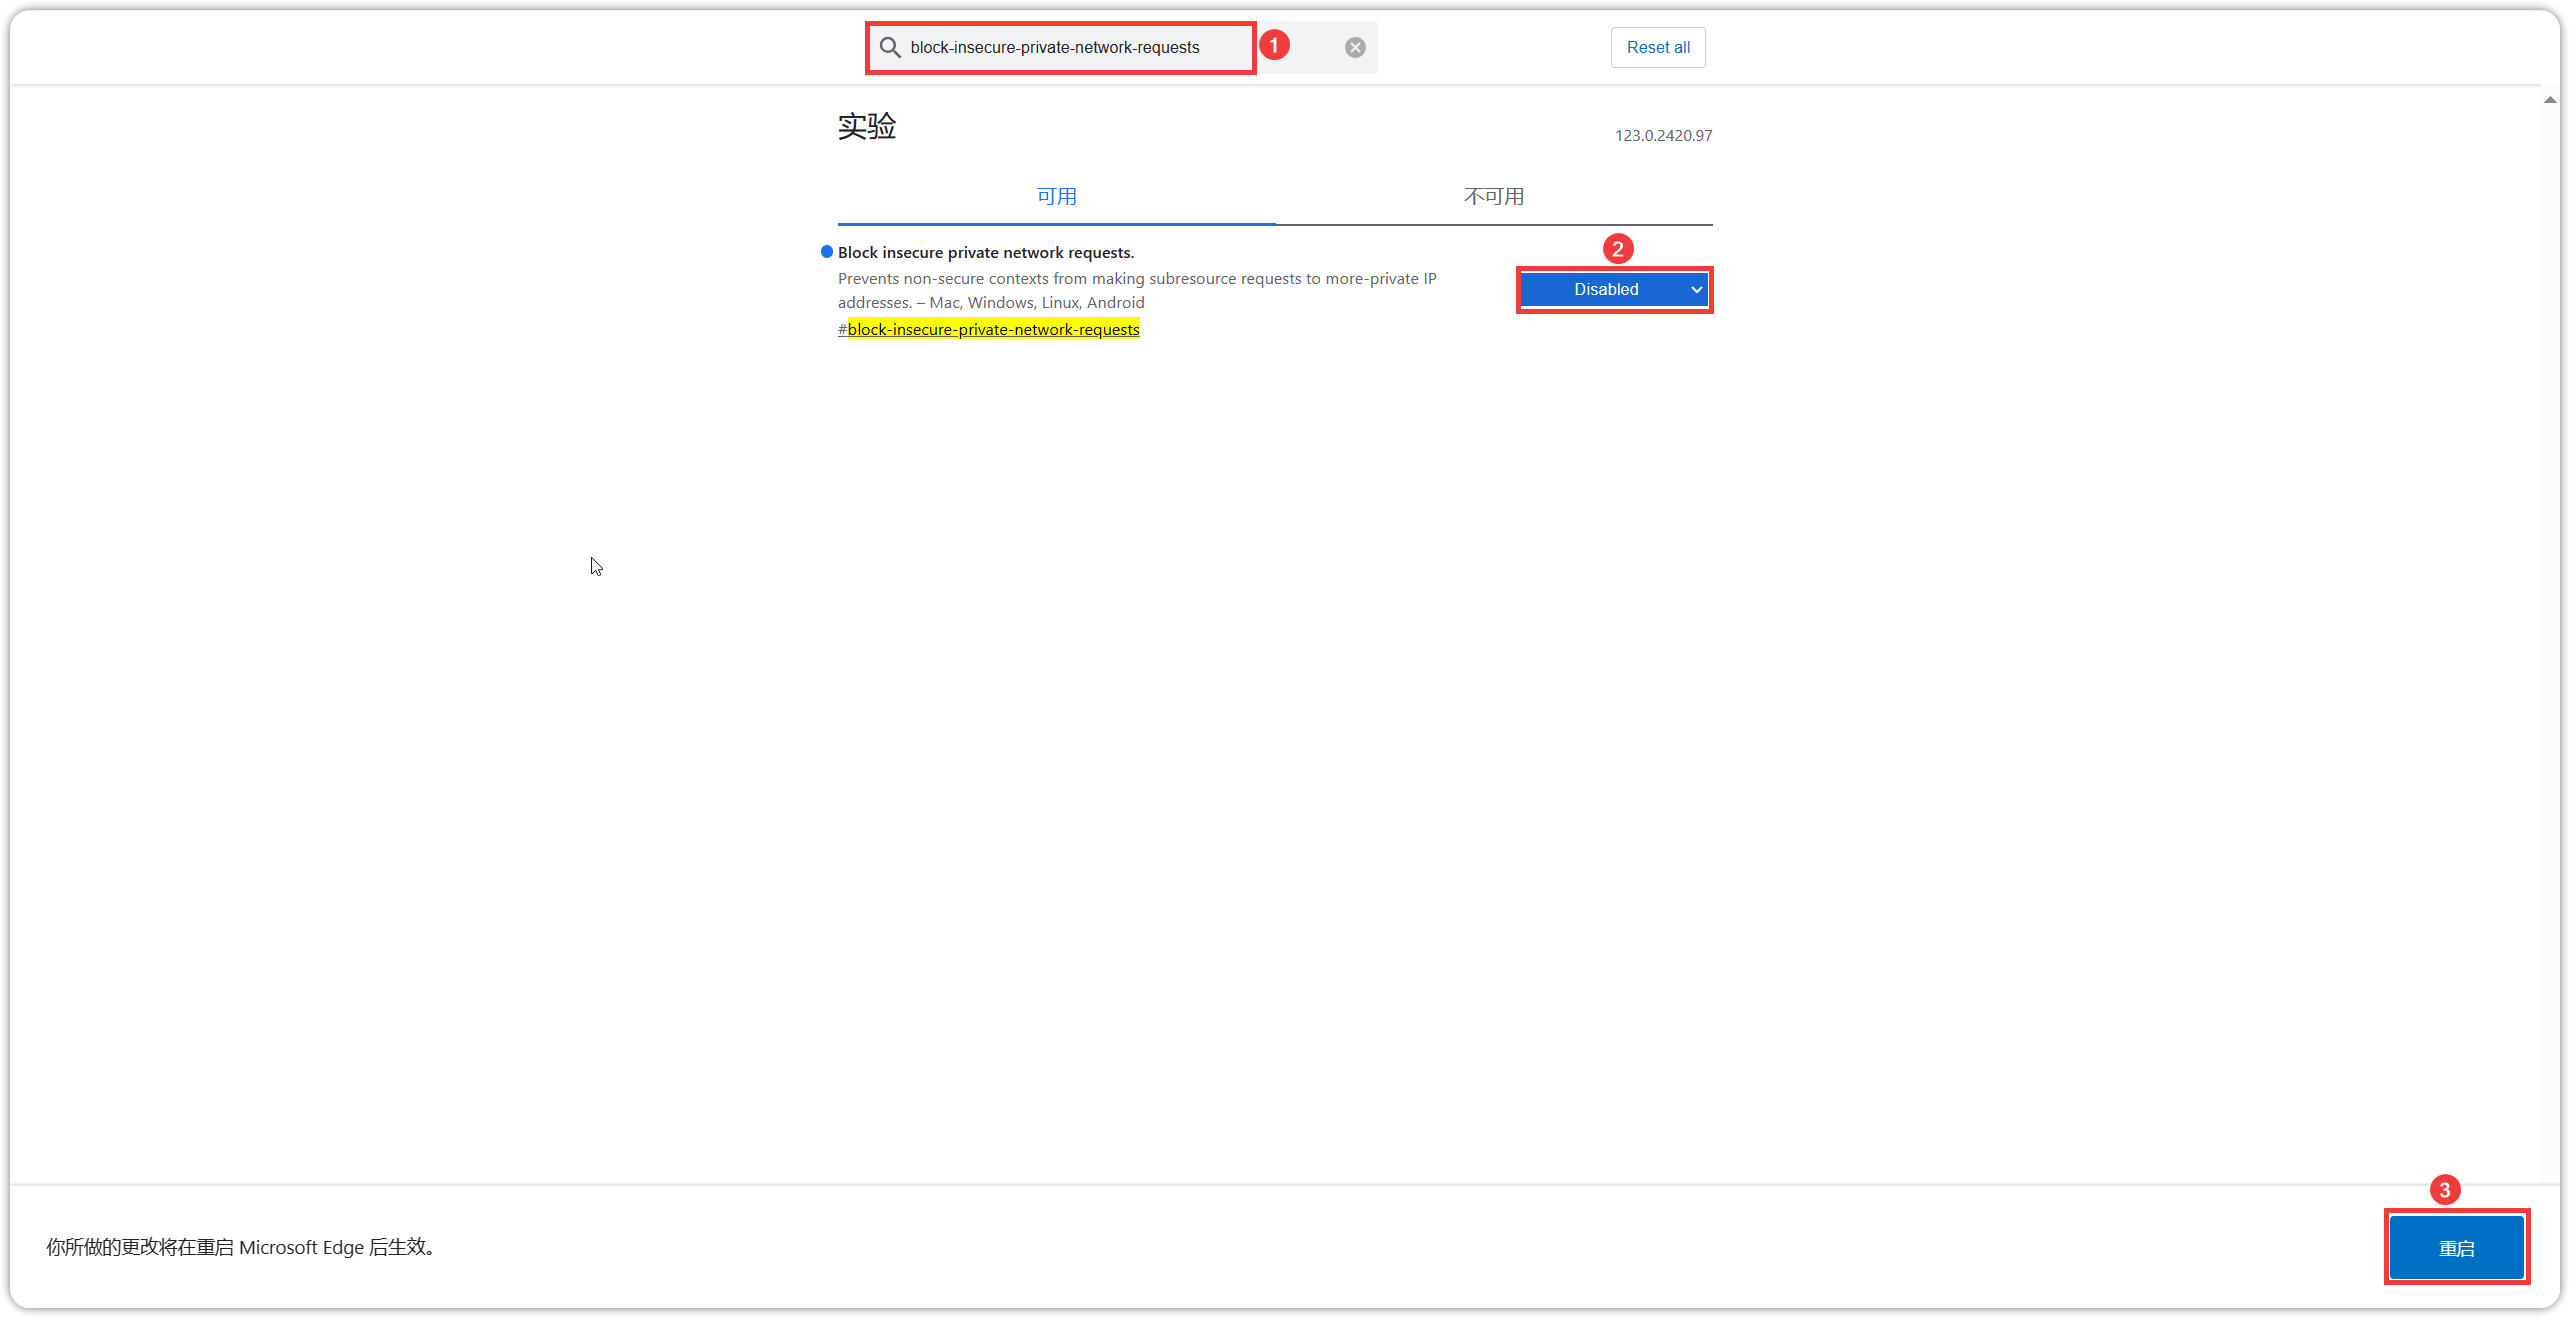 block-insecure-private-network-requests
1
Reset all
实验
123.0.2420.97
可用
不可用
Block insecure private network requests.
2
Prevents non-secure contexts from making subresource requests to more-private IP
addresses. – Mac, Windows, Linux, Android
Disabled
#block-insecure-private-network-requests
3
你所做的更改将在重启 Microsoft Edge 后生效。
重启